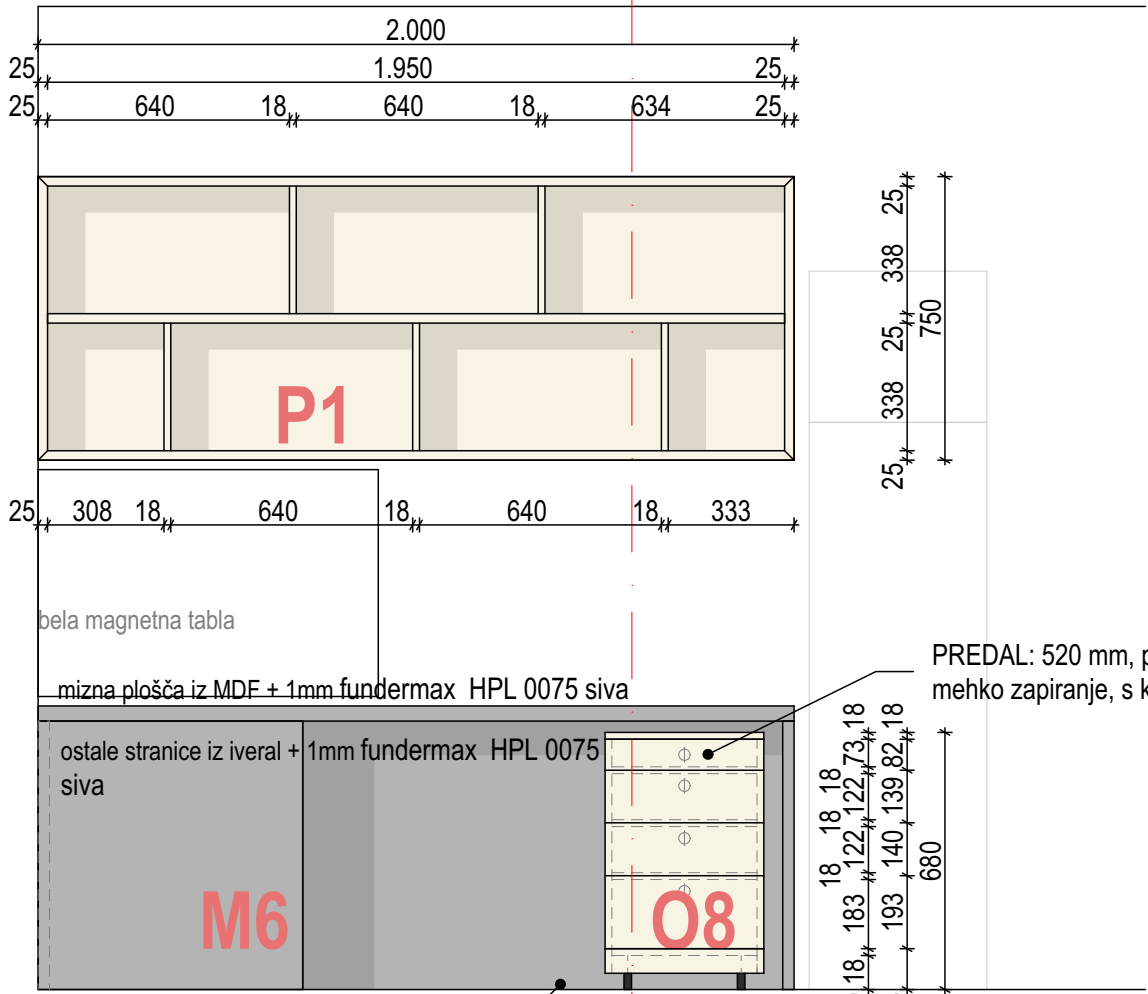 2.000
25 1.950 25
25 640 18 640 18 634 25
25
338
25
338
25
750
P1
25 308 18 640 18 640 18 333
bela magnetna tabla
PREDAL: 520 mm, p
mehko zapiranje, s k
mizna plošča iz MDF + 1mm fundermax HPL 0075 siva
ostale stranice iz iveral + 1mm fundermax HPL 0075
siva
18 18
73 82
18 122 139
18 122 140
18 183 193
18
680
M6
O8